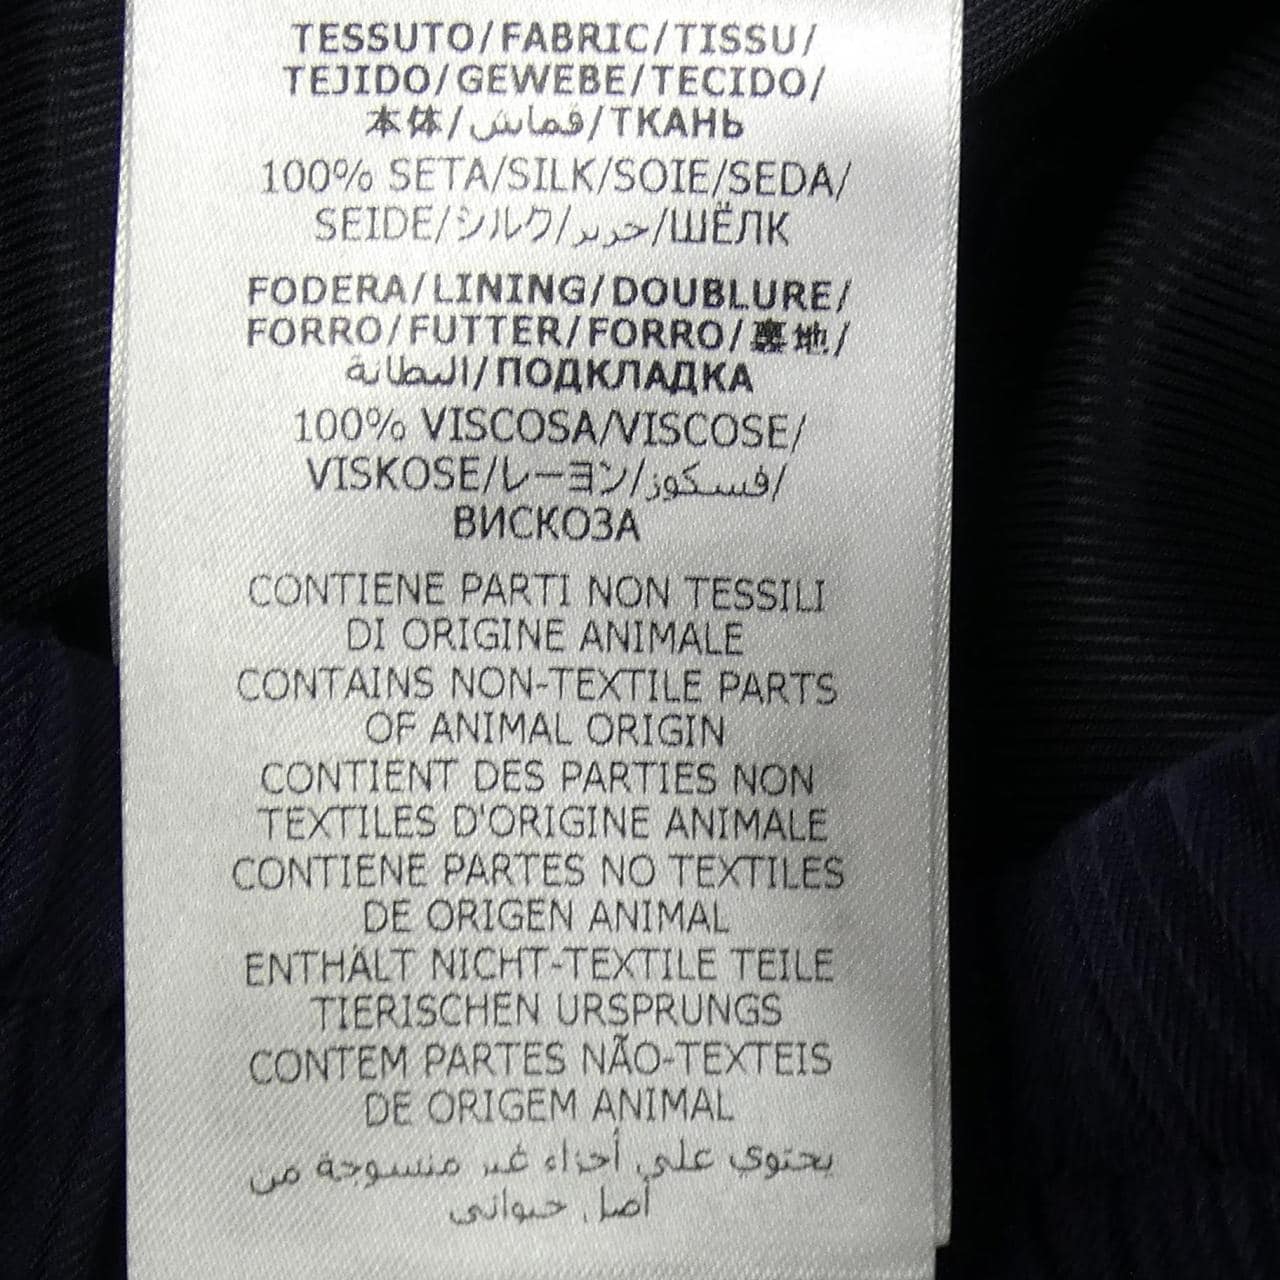 TESSUTO/FABRIC/TISSU/
TEJIDO/GEWEBE/TECIDO/
本体/قماش/ТКАНЬ
100% SETA/SILK/SOIE/SEDA/
SEIDE/シルク/حرير/ШЁЛК
FODERA/LINING/DOUBLURE/
FORRO/FUTTER/FORRO/裏地/
البطانة/ПОДКЛАДКА
100% VISCOSA/VISCOSE/
VISKOSE/レーヨン/فسكوز/
ВИСКОЗА
CONTIENE PARTI NON TESSILI
DI ORIGINE ANIMALE
CONTAINS NON-TEXTILE PARTS
OF ANIMAL ORIGIN
CONTIENT DES PARTIES NON
TEXTILES D'ORIGINE ANIMALE
CONTIENE PARTES NO TEXTILES
DE ORIGEN ANIMAL
ENTHÄLT NICHT-TEXTILE TEILE
TIERISCHEN URSPRUNGS
CONTEM PARTES NÃO-TEXTEIS
DE ORIGEM ANIMAL
يحتوي على أجزاء غير منسوجة من
أصل حيواني